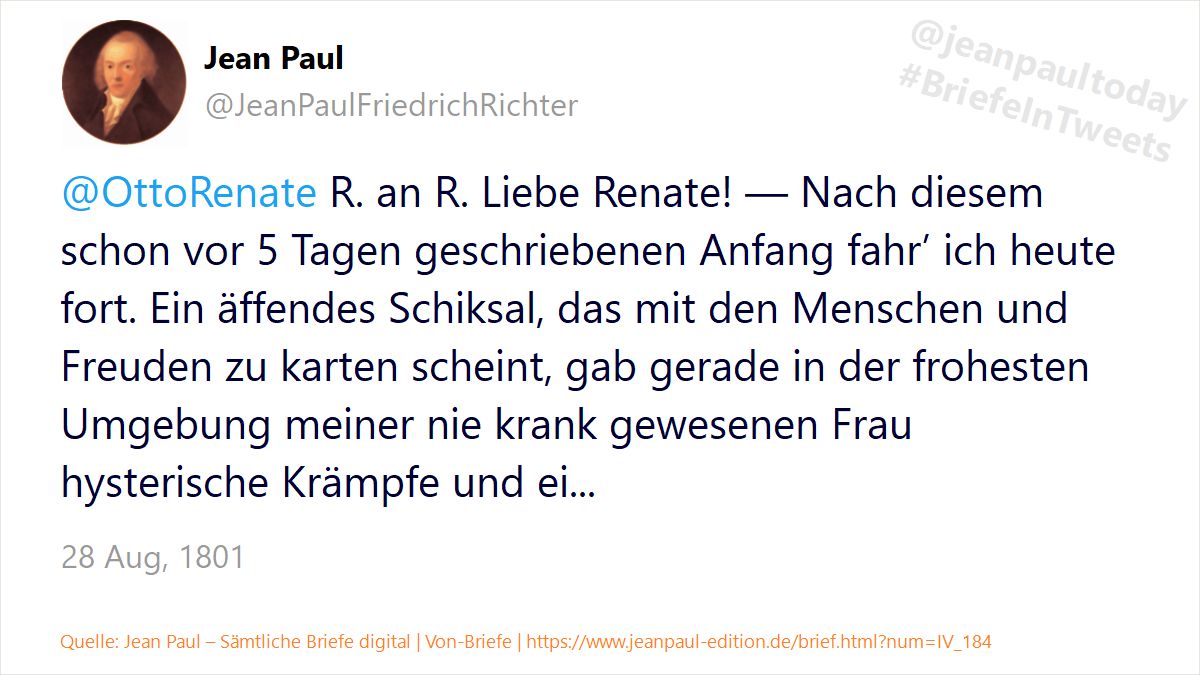 Jean Paul
@JeanPaulFriedrichRichter
@jeanpaultoday
#BriefeInTweets
@OttoRenate R. an R. Liebe Renate! — Nach diesem
schon vor 5 Tagen geschriebenen Anfang fahr’ ich heute
fort. Ein äffendes Schiksal, das mit den Menschen und
Freuden zu karten scheint, gab gerade in der frohesten
Umgebung meiner nie krank gewesenen Frau
hysterische Krämpfe und ei...
28 Aug, 1801
Quelle: Jean Paul – Sämtliche Briefe digital | Von-Briefe | https://www.jeanpaul-edition.de/brief.html?num=IV_184